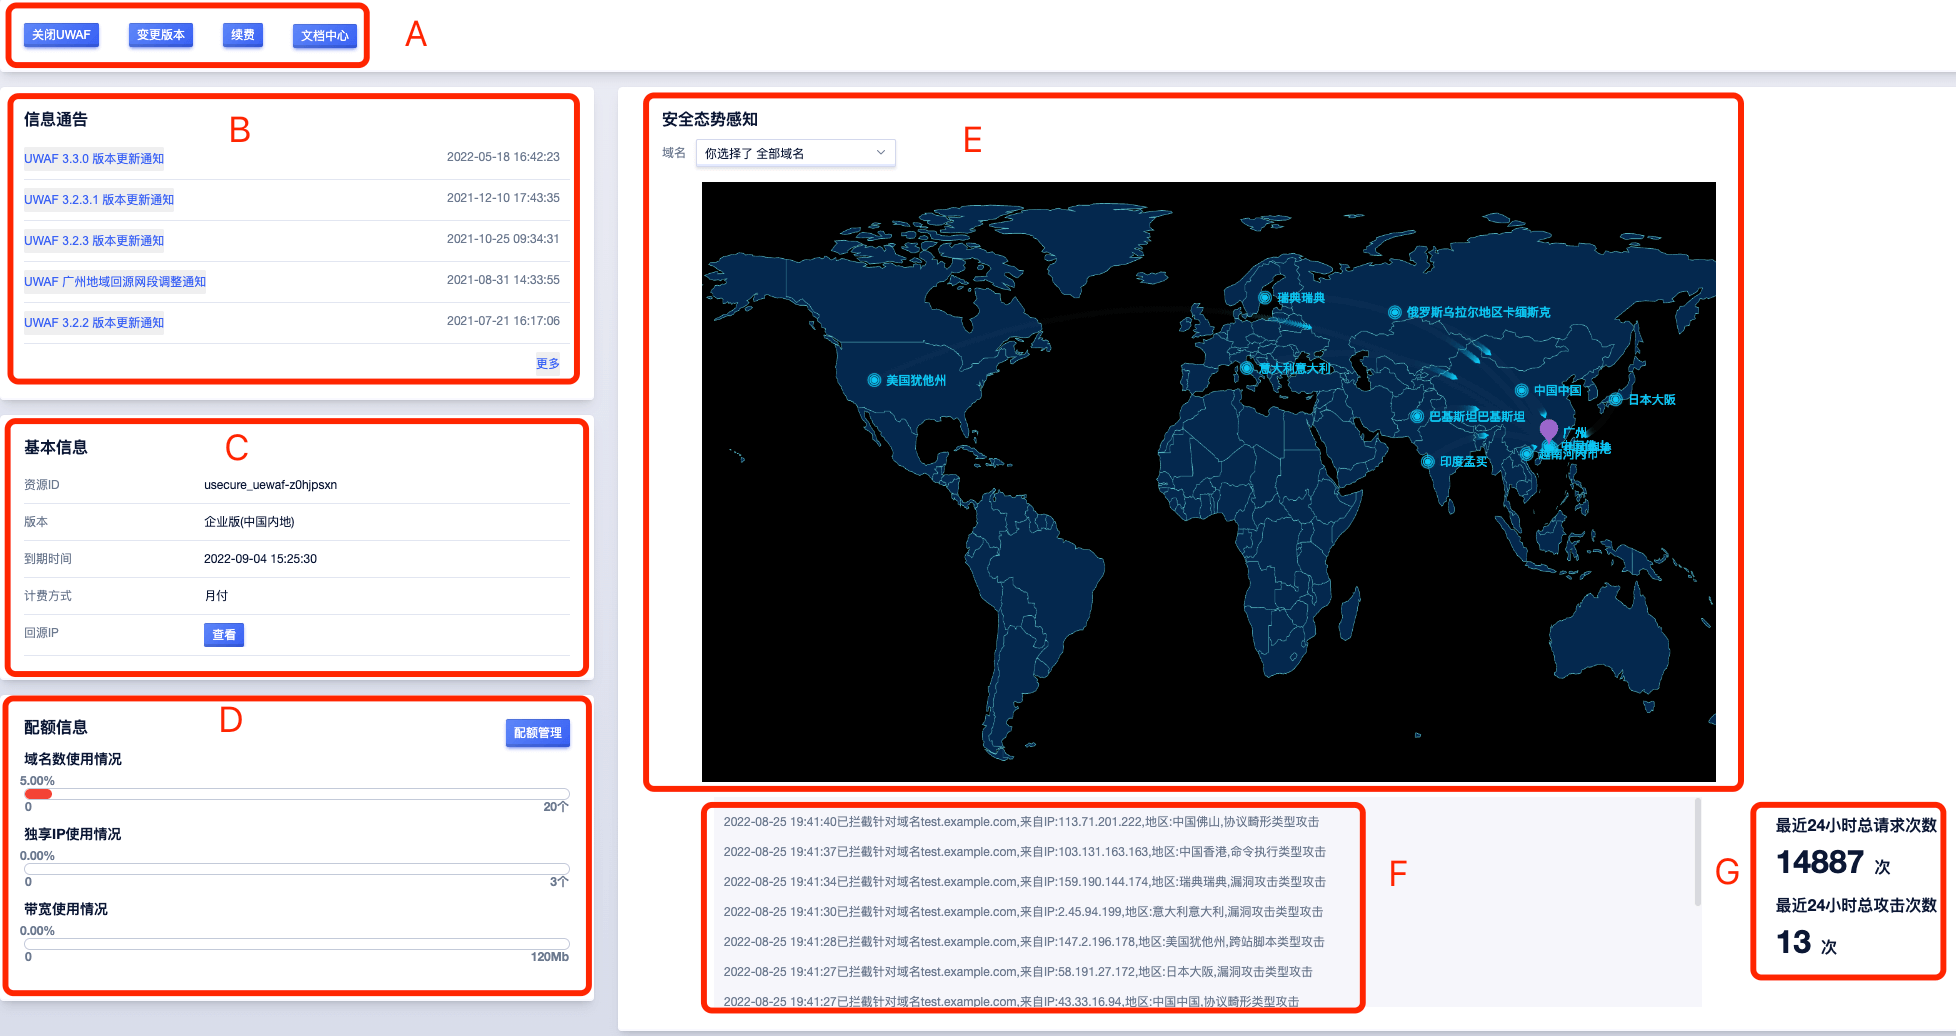 关闭UWAF 变更版本 续费 文档中心 A
信息通告 B
UWAF 3.3.0 版本更新通知 2022-05-18 16:42:23
UWAF 3.2.3.1 版本更新通知 2021-12-10 17:43:35
UWAF 3.2.3 版本更新通知 2021-10-25 09:34:31
UWAF 广州地域回源网段调整通知 2021-08-31 14:33:55
UWAF 3.2.2 版本更新通知 2021-07-21 16:17:06
更多
基本信息 C
资源ID usecure_uewaf-z0hjpsxn
版本 企业版(中国内地)
到期时间 2022-09-04 15:25:30
计费方式 月付
回源IP 查看
配额信息 D 配额管理
域名数使用情况
5.00%
0 20个
独享IP使用情况
0.00%
0 3个
带宽使用情况
0.00%
0 120Mb
安全态势感知 E
域名 你选择了 全部域名
瑞典瑞典
俄罗斯乌拉尔地区卡缅斯克
意大利意大利
美国犹他州
中国中国
日本大阪
巴基斯坦巴基斯坦
广州
越南河内市
印度孟买
2022-08-25 19:41:40已拦截针对域名test.example.com,来自IP:113.71.201.222,地区:中国佛山,协议畸形类型攻击
2022-08-25 19:41:37已拦截针对域名test.example.com,来自IP:103.131.163.163,地区:中国香港,命令执行类型攻击
2022-08-25 19:41:34已拦截针对域名test.example.com,来自IP:159.190.144.174,地区:瑞典瑞典,漏洞攻击类型攻击
2022-08-25 19:41:30已拦截针对域名test.example.com,来自IP:2.45.94.199,地区:意大利意大利,漏洞攻击类型攻击
2022-08-25 19:41:28已拦截针对域名test.example.com,来自IP:147.2.196.178,地区:美国犹他州,跨站脚本类型攻击
2022-08-25 19:41:27已拦截针对域名test.example.com,来自IP:58.191.27.172,地区:日本大阪,漏洞攻击类型攻击
2022-08-25 19:41:27已拦截针对域名test.example.com,来自IP:43.33.16.94,地区:中国中国,协议畸形类型攻击
F
G
最近24小时总请求次数
14887 次
最近24小时总攻击次数
13 次